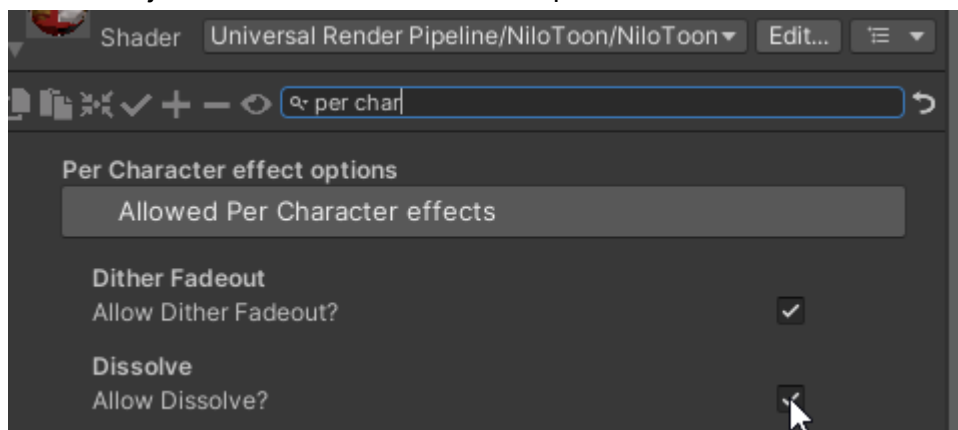 Shader Universal Render Pipeline/NiloToon/NiloToon Edit...
per char
Per Character effect options
Allowed Per Character effects
Dither Fadeout
Allow Dither Fadeout?
Dissolve
Allow Dissolve?